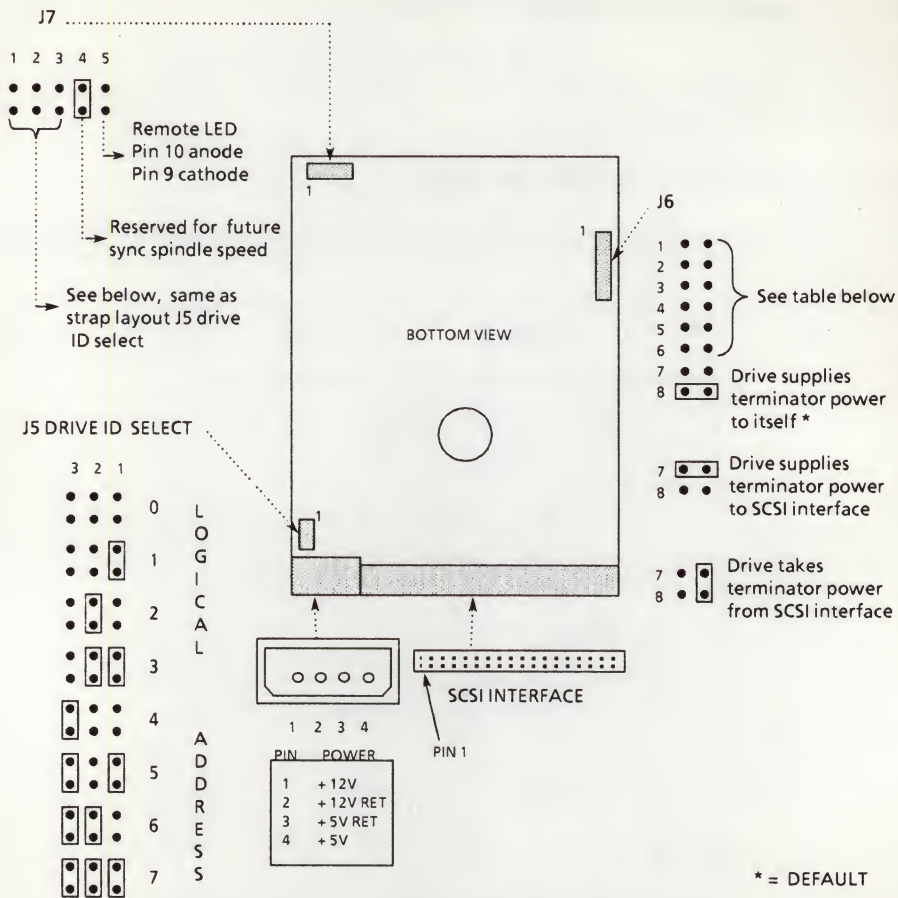 J7
1 2 3 4 5
Remote LED
Pin 10 anode
Pin 9 cathode
Reserved for future
sync spindle speed
See below, same as
strap layout J5 drive
ID select
1
BOTTOM VIEW
1
J6
1
2
3
4
5
6
7
8
See table below
Drive supplies
terminator power
to itself *
7
8
Drive supplies
terminator power
to SCSI interface
7
8
Drive takes
terminator power
from SCSI interface
J5 DRIVE ID SELECT
1
3 2 1
0
1
2
3
4
5
6
7
LOGICAL
ADDRESS
1 2 3 4
PIN POWER
1 +12V
2 +12V RET
3 +5V RET
4 +5V
SCSI INTERFACE
PIN 1
* = DEFAULT